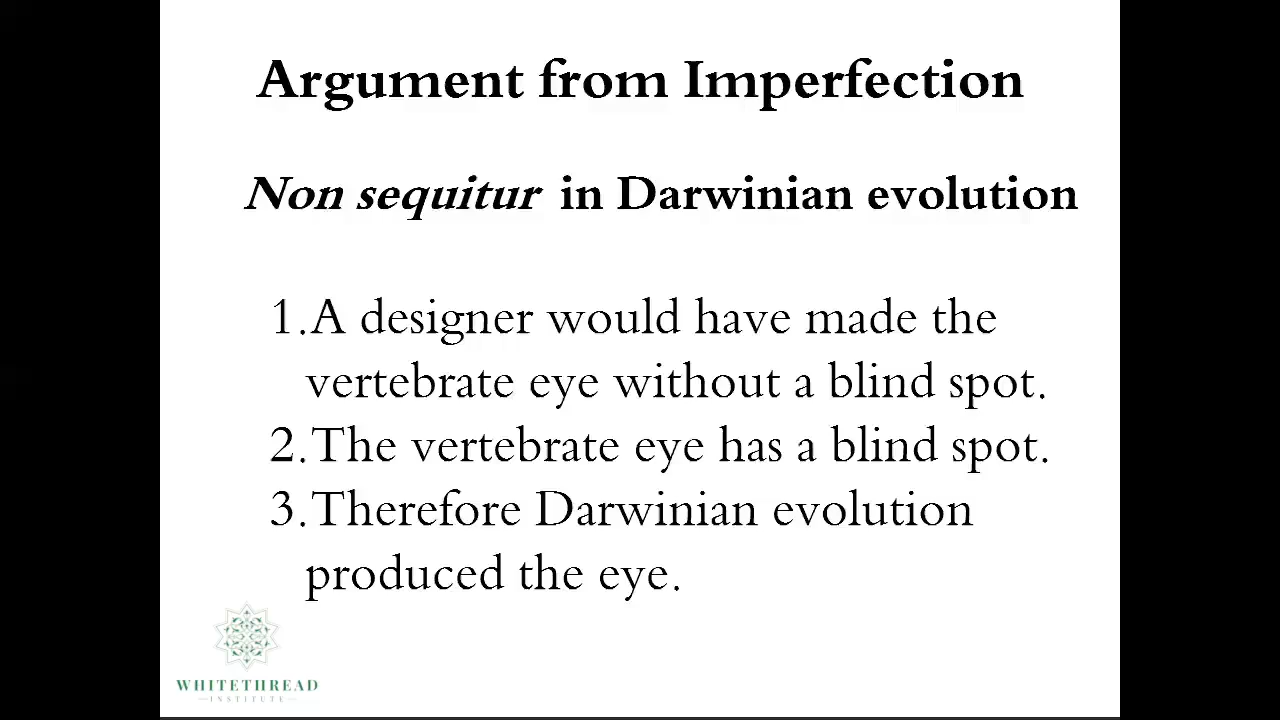 Argument from Imperfection
Non sequitur in Darwinian evolution
1.A designer would have made the
vertebrate eye without a blind spot.
2.The vertebrate eye has a blind spot.
3.Therefore Darwinian evolution
produced the eye.
WHITETHREAD
INSTITUTE